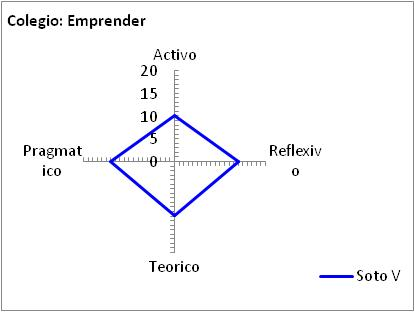 Colegio: Emprender
Activo
20
15
10
5
0
Pragmat
ico
Reflexiv
o
Teorico
Soto V